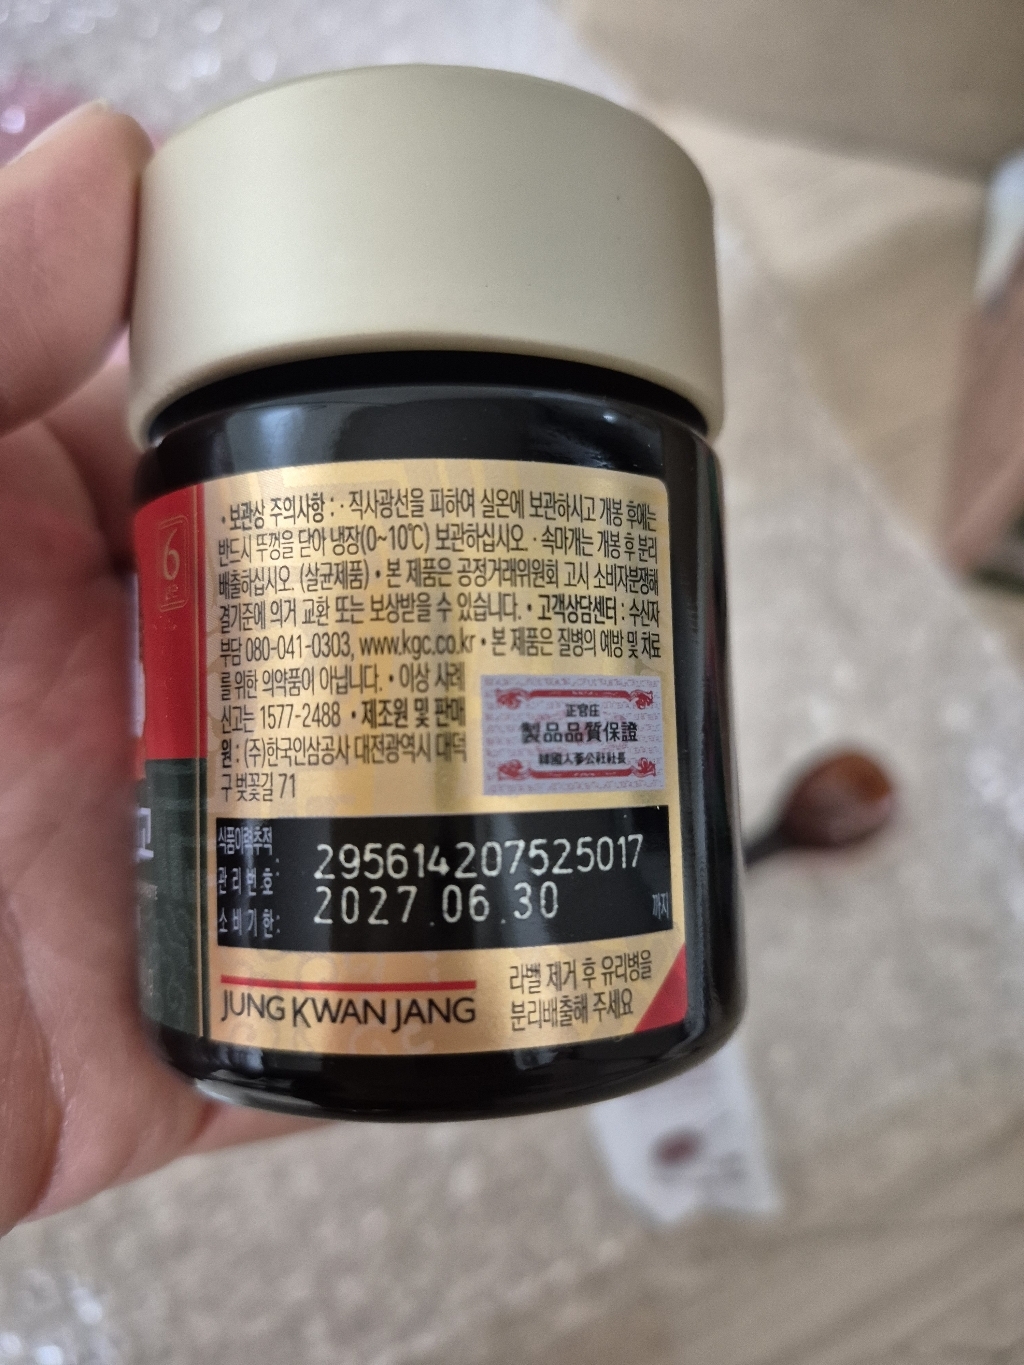 • 보관상 주의사항 : · 직사광선을 피하여 실온에 보관하시고 개봉 후에는
반드시 뚜껑을 닫아 냉장(0~10℃) 보관하십시오. · 속마개는 개봉 후 분리
배출하십시오. (살균제품) • 본 제품은 공정거래위원회 고시 소비자분쟁해
결기준에 의거 교환 또는 보상받을 수 있습니다. • 고객상담센터 : 수신자
부담 080-041-0303, www.kgc.co.kr • 본 제품은 질병의 예방 및 치료
를 위한 의약품이 아닙니다. • 이상 사례
신고는 1577-2488 • 제조원 및 판매
원 : (주)한국인삼공사 대전광역시 대덕
구 벚꽃길 71
正官庄
製品品質保證
韓國人蔘公社社長
식품이력추적
관 리 번 호 : 295614207525017
소 비 기 한 : 2027.06.30 까지
JUNG KWAN JANG
라벨 제거 후 유리병을
분리배출해 주세요
6
고